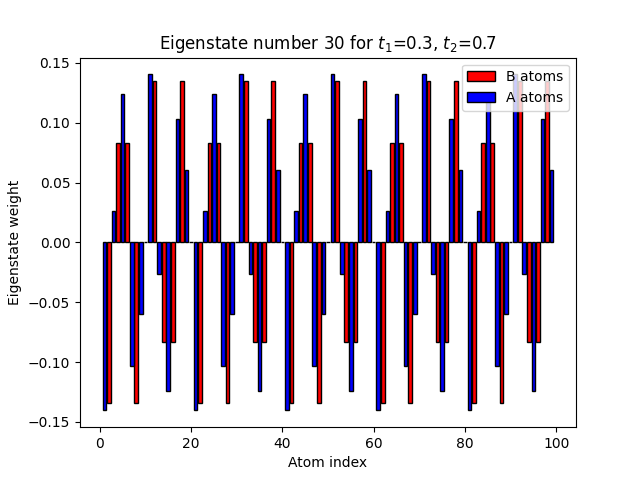 Eigenstate number 30 for t₁=0.3, t₂=0.7
B atoms
A atoms
0.15
0.10
0.05
0.00
−0.05
−0.10
−0.15
Eigenstate weight
0 20 40 60 80 100
Atom index